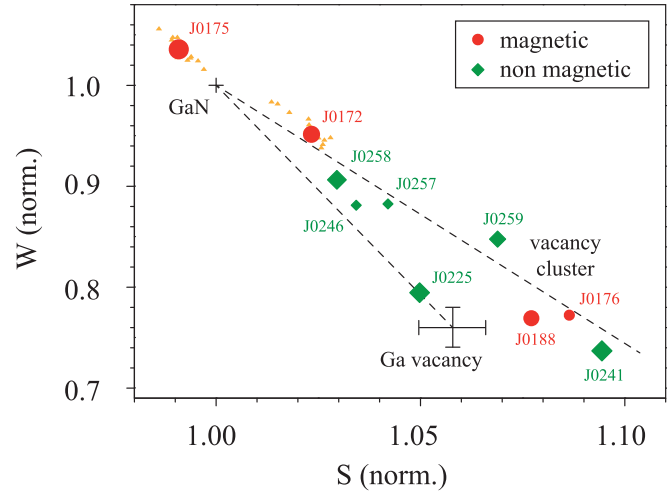 J0175
magnetic
non magnetic
1.0
GaN
J0172
J0258
0.9
J0257
J0246
J0259
vacancy
cluster
W (norm.)
0.8
J0225
J0176
J0188
Ga vacancy
J0241
0.7
1.00
1.05
1.10
S (norm.)